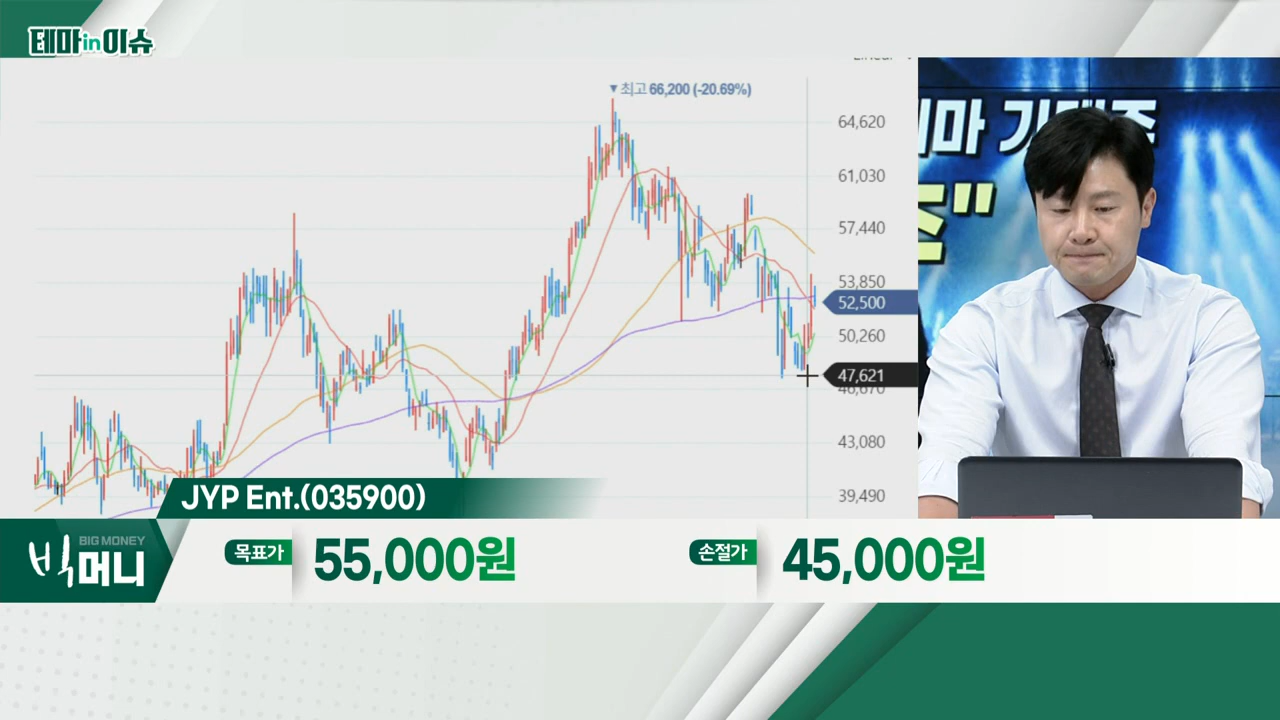 테마in이슈
▼최고 66,200 (-20.69%)
64,620
61,030
57,440
53,850
52,500
50,260
47,621
46,670
43,080
39,490
JYP Ent.(035900)
BIG MONEY
빅머니
목표가 55,000원
손절가 45,000원